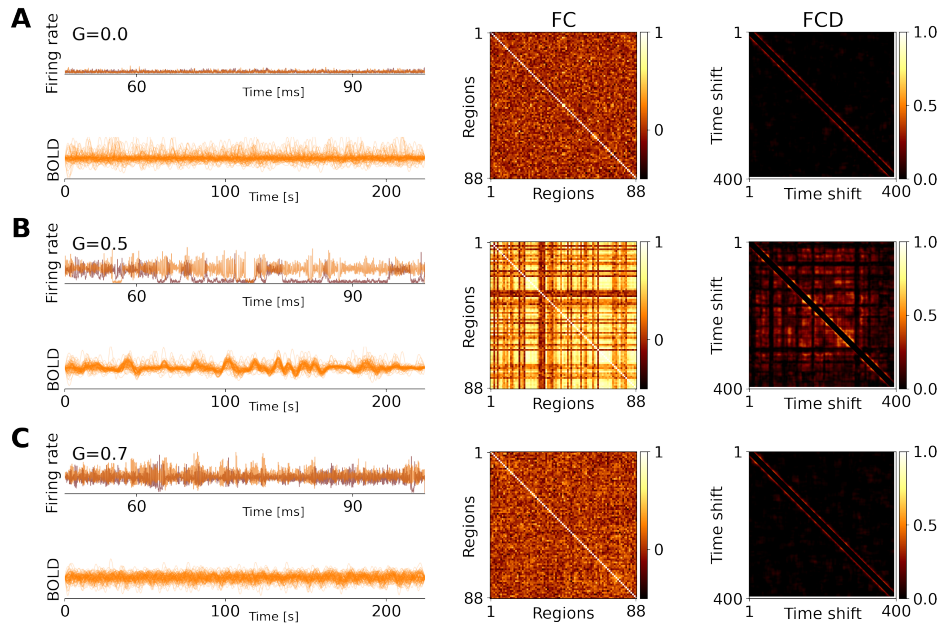 A
Firing rate
G=0.0
60
90
Time [ms]
BOLD
0
100
200
Time [s]
FC
1
Regions
88
1
Regions
88
1
0
FCD
1
Time shift
400
1
Time shift
400
1.0
0.5
0.0
B
Firing rate
G=0.5
60
90
Time [ms]
BOLD
0
100
200
Time [s]
1
Regions
88
1
Regions
88
1
0
1
Time shift
400
1
Time shift
400
1.0
0.5
0.0
C
Firing rate
G=0.7
60
90
Time [ms]
BOLD
0
100
200
Time [s]
1
Regions
88
1
Regions
88
1
0
1
Time shift
400
1
Time shift
400
1.0
0.5
0.0